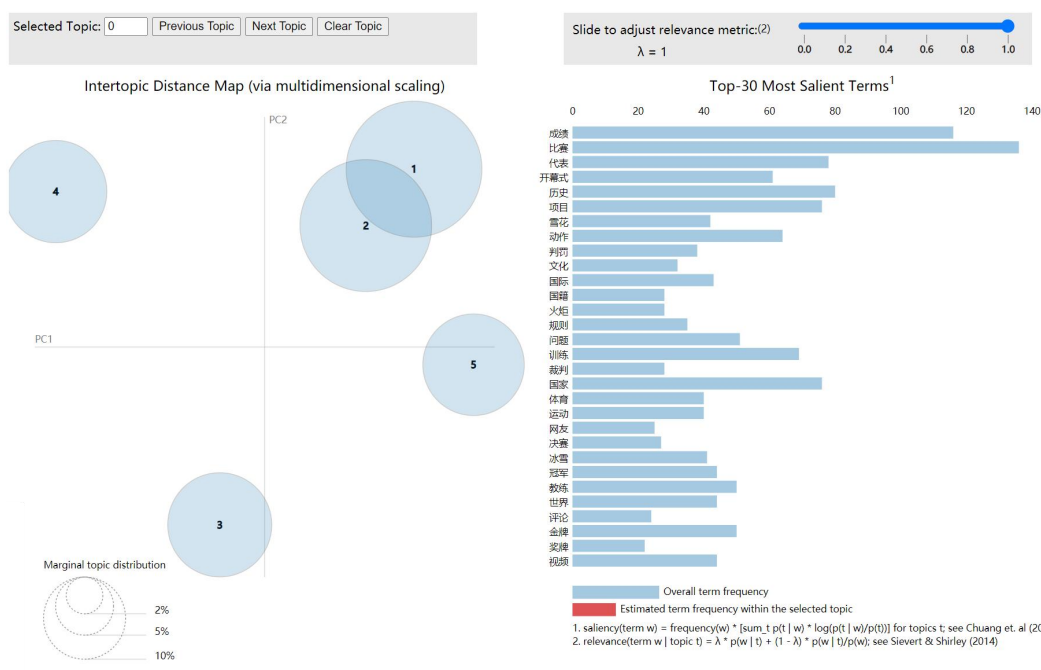 Selected Topic: 0 Previous Topic Next Topic Clear Topic
Slide to adjust relevance metric:(2)
λ = 1
0.0 0.2 0.4 0.6 0.8 1.0
Intertopic Distance Map (via multidimensional scaling)
PC2
PC1
1
2
4
5
3
Marginal topic distribution
2%
5%
10%
Top-30 Most Salient Terms1
0 20 40 60 80 100 120 140
成绩
比赛
代表
开幕式
历史
项目
雪花
动作
判罚
文化
国际
国籍
火炬
规则
问题
训练
裁判
国家
体育
运动
网友
决赛
冰雪
冠军
教练
世界
评论
金牌
奖牌
视频
Overall term frequency
Estimated term frequency within the selected topic
1. saliency(term w) = frequency(w) * [sum_t p(t | w) * log(p(t | w)/p(t))] for topics t; see Chuang et. al (20
2. relevance(term w | topic t) = λ * p(w | t) + (1 - λ) * p(w | t)/p(w); see Sievert & Shirley (2014)